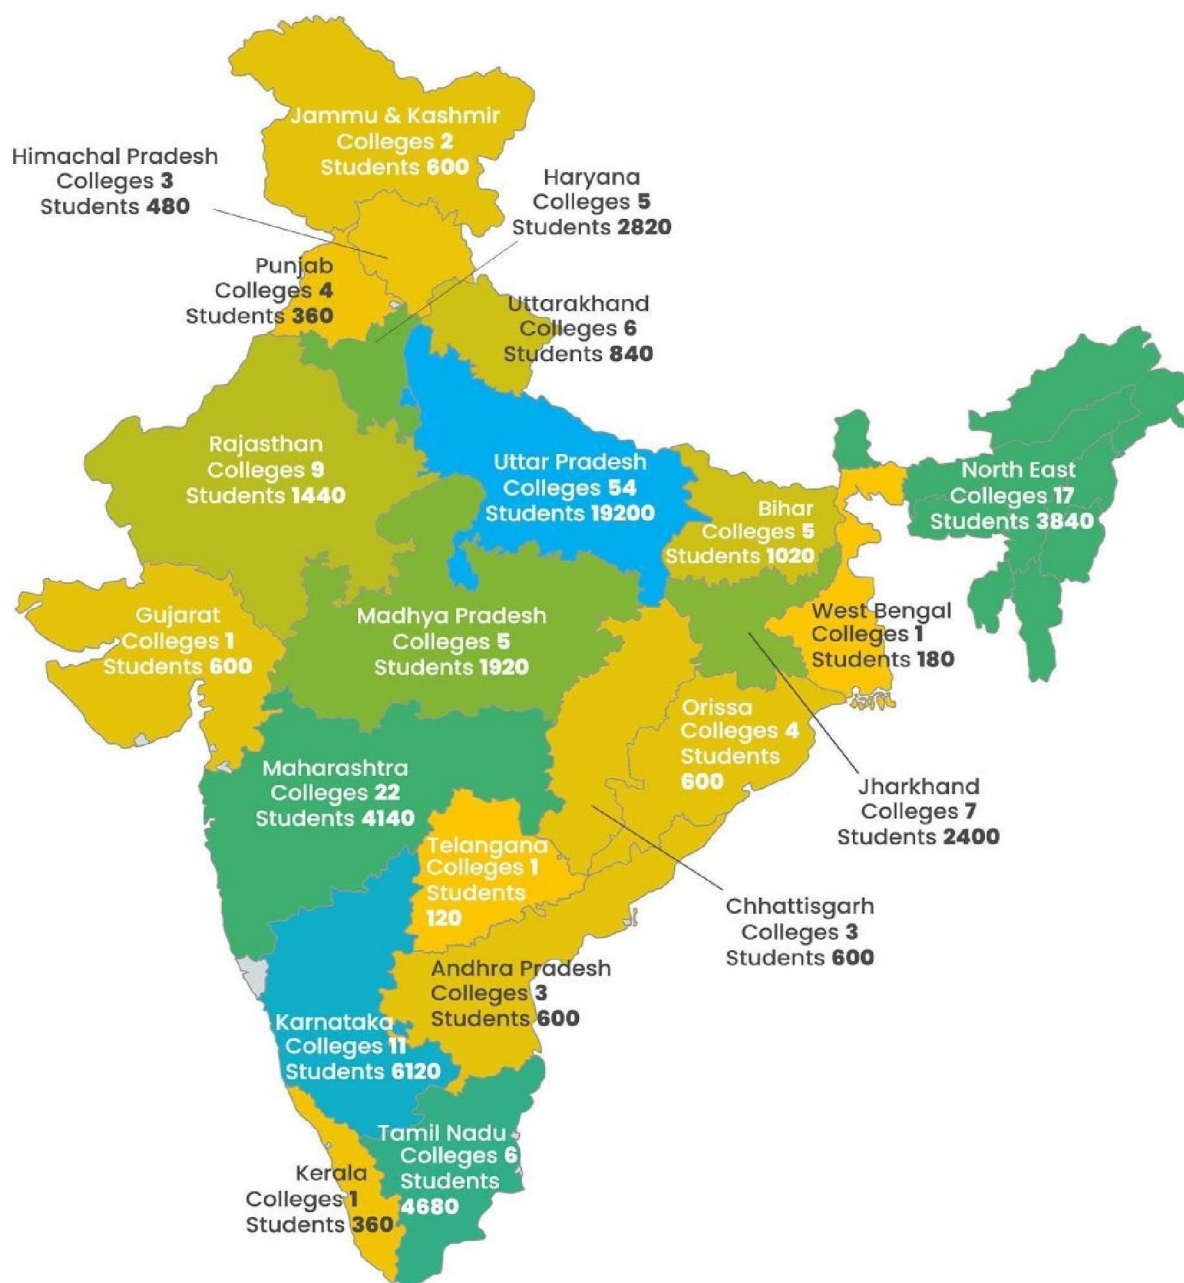 Jammu & Kashmir
Colleges 2
Students 600
Himachal Pradesh
Colleges 3
Students 480
Haryana
Colleges 5
Students 2820
Punjab
Colleges 4
Students 360
Uttarakhand
Colleges 6
Students 840
Rajasthan
Colleges 9
Students 1440
Uttar Pradesh
Colleges 54
Students 19200
Bihar
Colleges 5
Students 1020
North East
Colleges 17
Students 3840
Gujarat
Colleges 1
Students 600
Madhya Pradesh
Colleges 5
Students 1920
West Bengal
Colleges 1
Students 180
Orissa
Colleges 4
Students
600
Maharashtra
Colleges 22
Students 4140
Jharkhand
Colleges 7
Students 2400
Telangana
Colleges 1
Students
120
Chhattisgarh
Colleges 3
Students 600
Andhra Pradesh
Colleges 3
Students 600
Karnataka
Colleges 11
Students 6120
Tamil Nadu
Colleges 6
Students
4680
Kerala
Colleges 1
Students 360